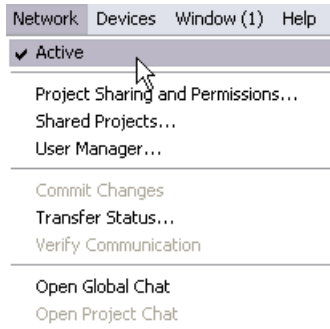 Network Devices Window (1) Help
Active
Project Sharing and Permissions...
Shared Projects...
User Manager...
Commit Changes
Transfer Status...
Verify Communication
Open Global Chat
Open Project Chat